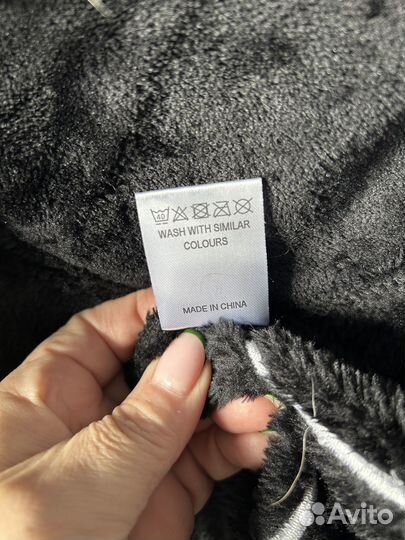 40
WASH WITH SIMILAR
COLOURS
MADE IN CHINA
Avito